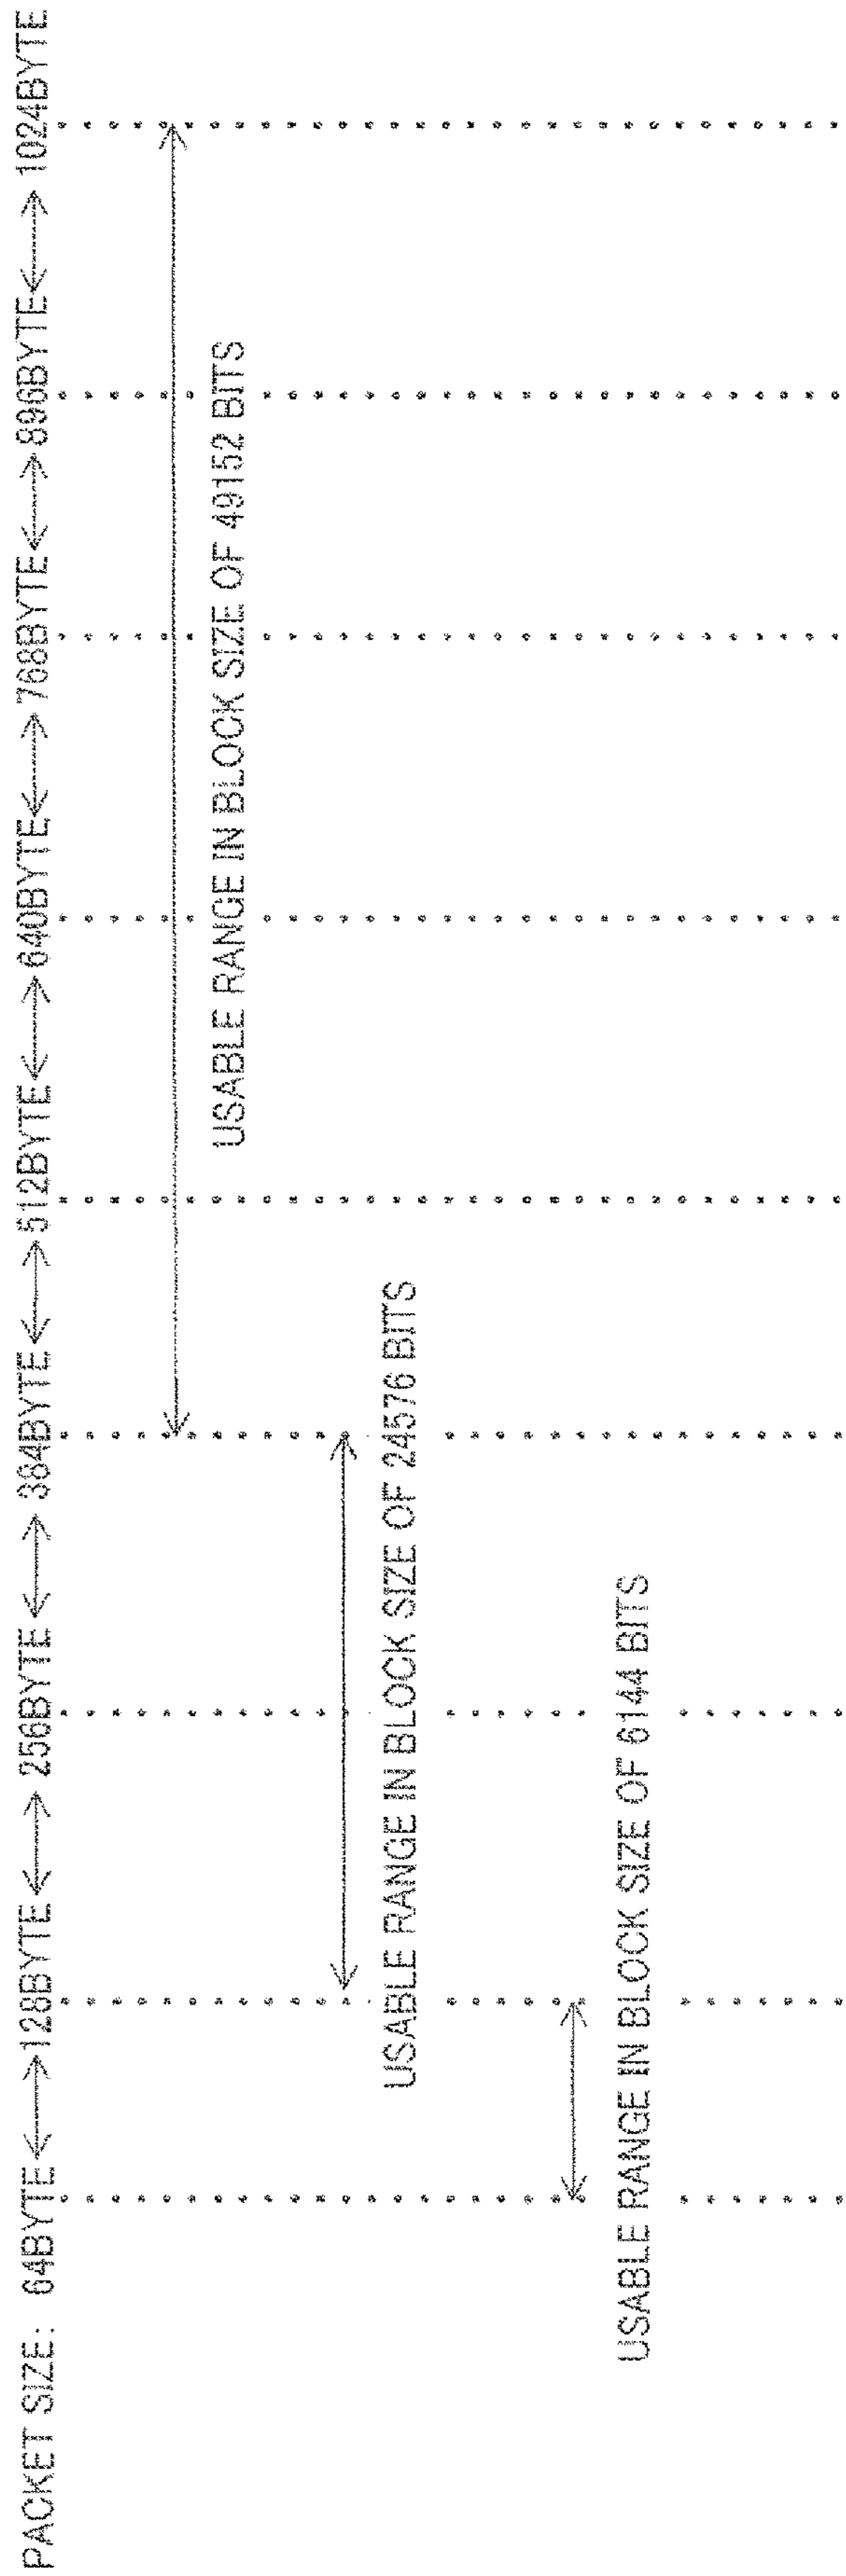 PACKET SIZE: 64BYTE↔128BYTE↔256BYTE↔384BYTE↔512BYTE↔640BYTE↔768BYTE↔896BYTE↔1024BYTE
USABLE RANGE IN BLOCK SIZE OF 49152 BITS
USABLE RANGE IN BLOCK SIZE OF 24576 BITS
USABLE RANGE IN BLOCK SIZE OF 6144 BITS